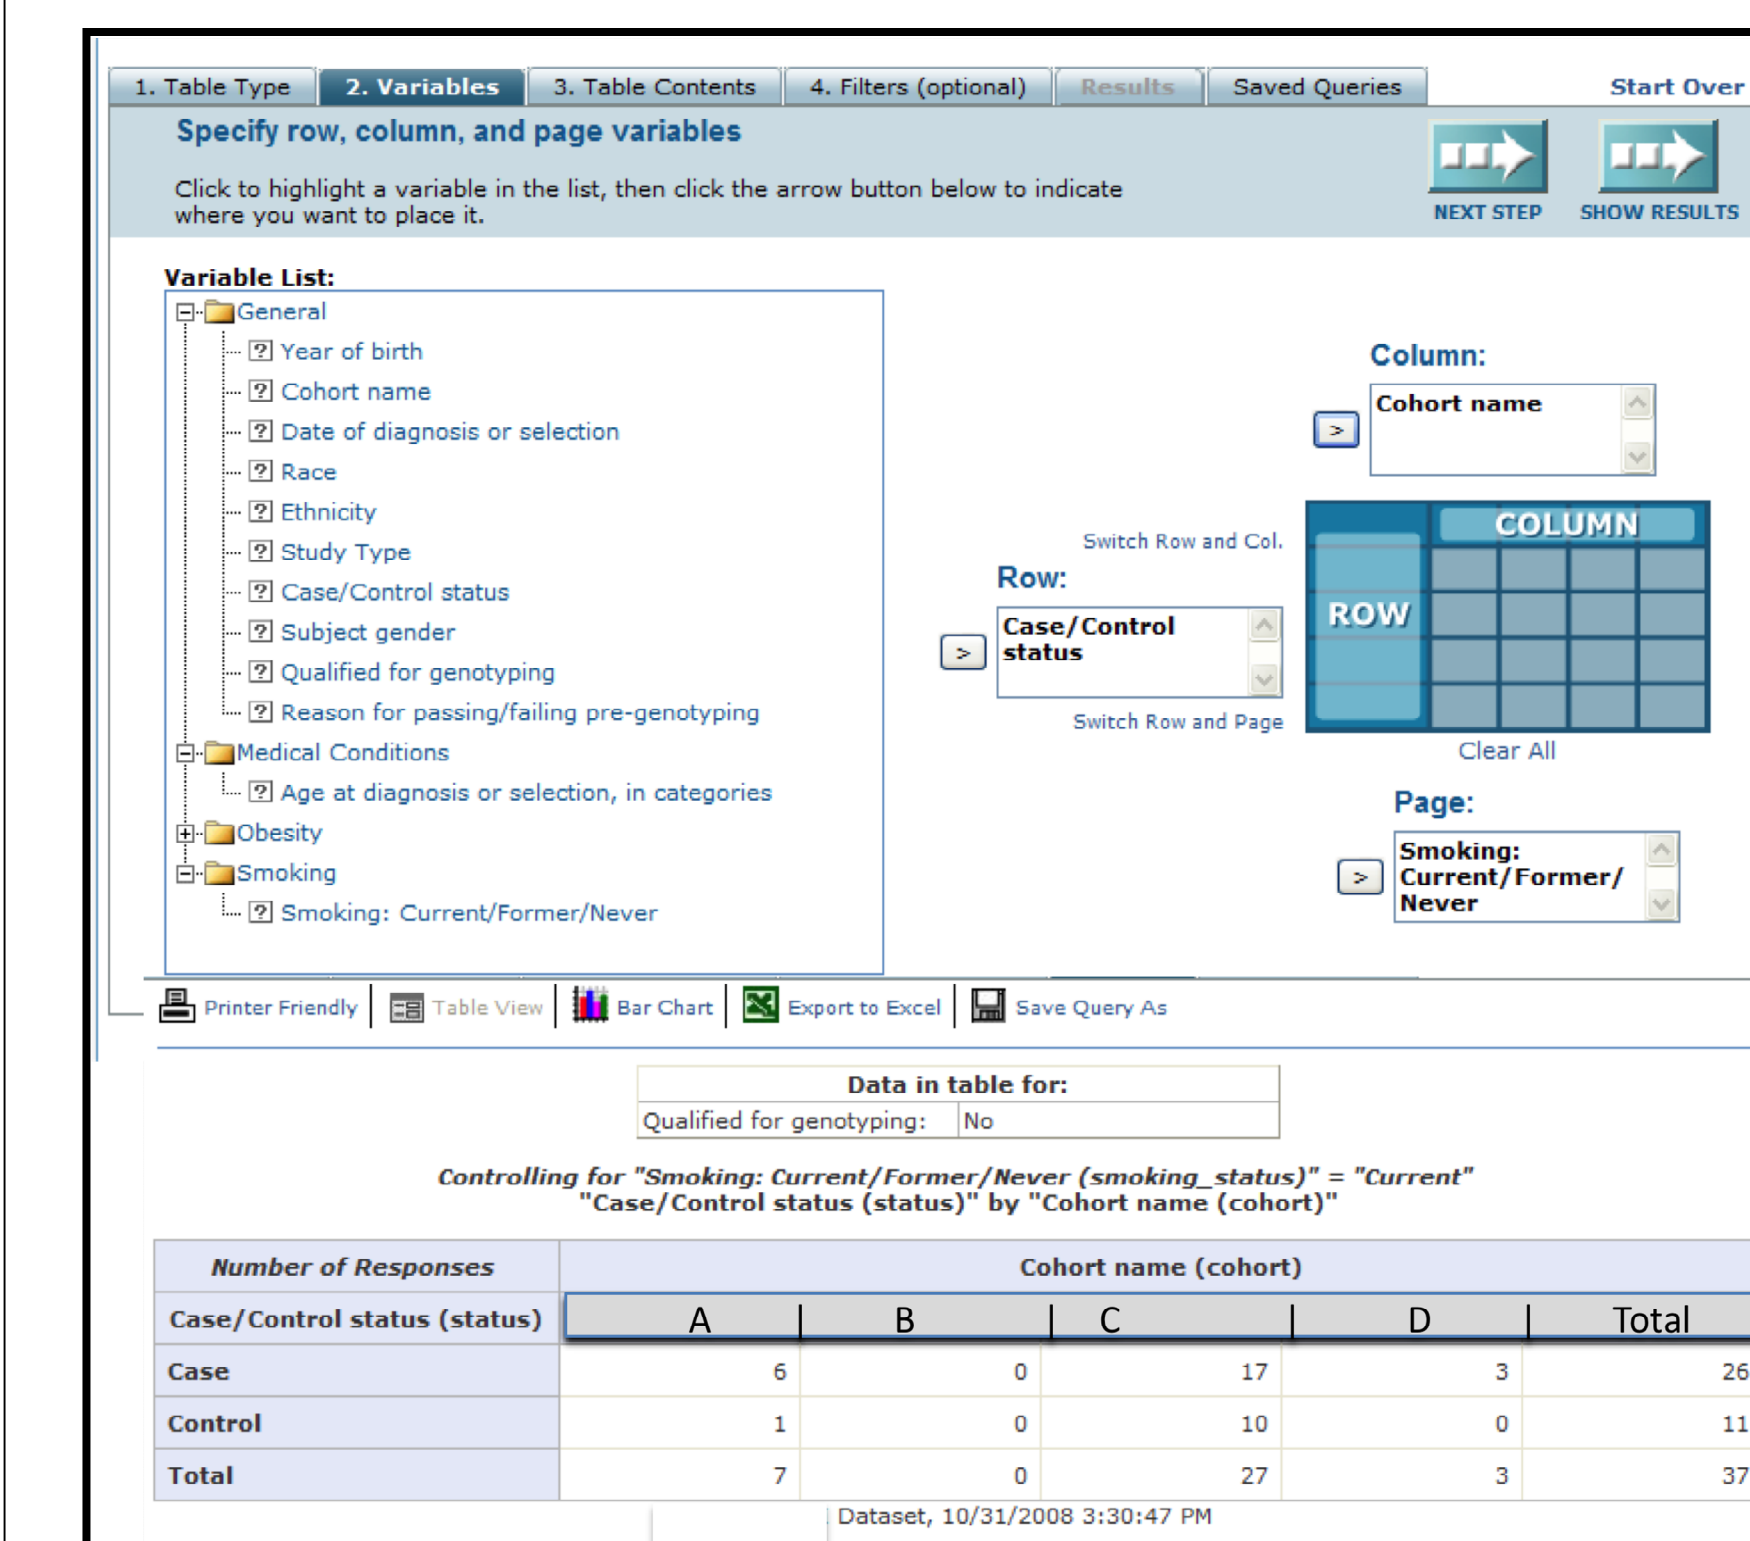 1. Table Type 2. Variables 3. Table Contents 4. Filters (optional) Results Saved Queries Start Over
Specify row, column, and page variables
Click to highlight a variable in the list, then click the arrow button below to indicate
where you want to place it.
NEXT STEP SHOW RESULTS
Variable List:
General
Year of birth
Cohort name
Date of diagnosis or selection
Race
Ethnicity
Study Type
Case/Control status
Subject gender
Qualified for genotyping
Reason for passing/failing pre-genotyping
Medical Conditions
Age at diagnosis or selection, in categories
Obesity
Smoking
Smoking: Current/Former/Never
Column:
Cohort name
Switch Row and Col.
Row:
Case/Control
status
Switch Row and Page
COLUMN
ROW
Clear All
Page:
Smoking:
Current/Former/
Never
Printer Friendly Table View Bar Chart Export to Excel Save Query As
Data in table for:
Qualified for genotyping: No
Controlling for "Smoking: Current/Former/Never (smoking_status)" = "Current"
"Case/Control status (status)" by "Cohort name (cohort)"
Number of Responses Cohort name (cohort)
Case/Control status (status) A | B | C | D | Total
Case 6 0 17 3 26
Control 1 0 10 0 11
Total 7 0 27 3 37
Dataset, 10/31/2008 3:30:47 PM